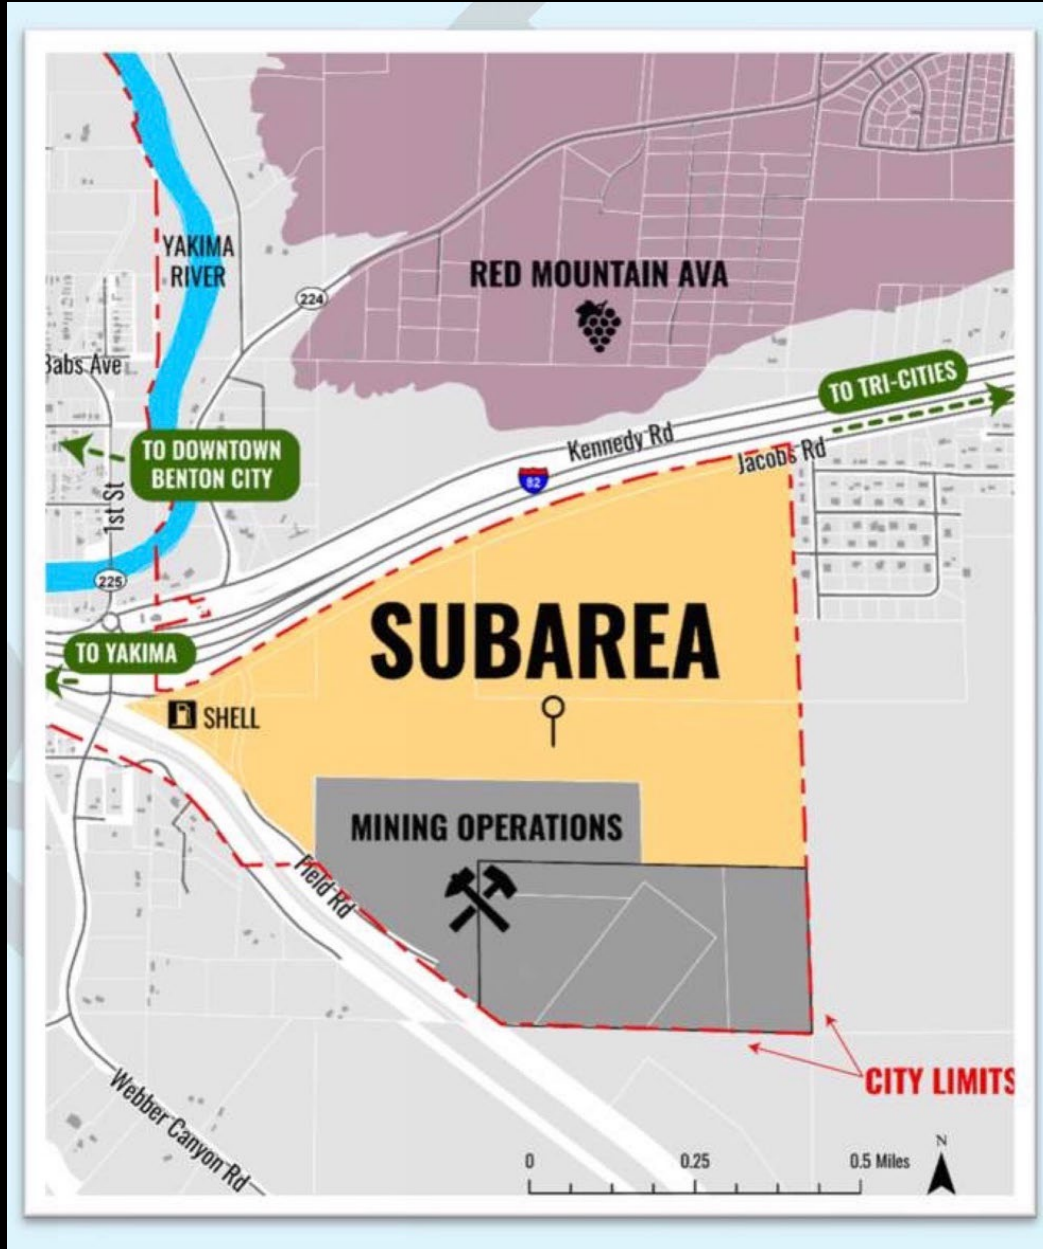 YAKIMA
RIVER
RED MOUNTAIN AVA
224
Babs Ave
TO TRI-CITIES
TO DOWNTOWN
BENTON CITY
Kennedy Rd
Jacobs Rd
82
1st St
225
SUBAREA
TO YAKIMA
SHELL
MINING OPERATIONS
Field Rd
CITY LIMITS
Webber Canyon Rd
N
0 0.25 0.5 Miles